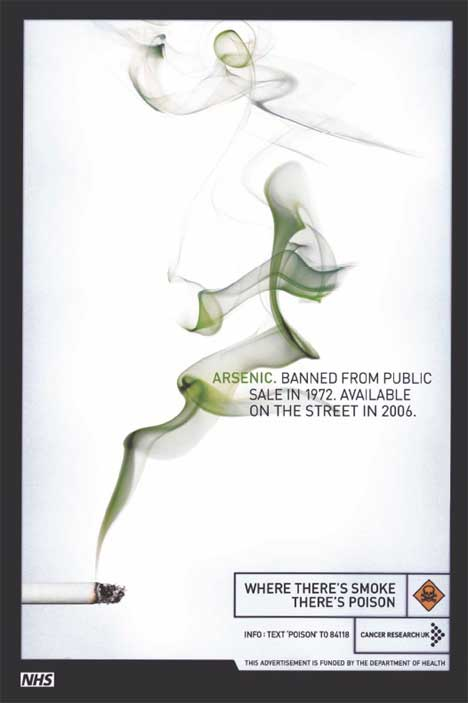 ARSENIC. BANNED FROM PUBLIC
SALE IN 1972. AVAILABLE
ON THE STREET IN 2006.
WHERE THERE'S SMOKE
THERE'S POISON
INFO: TEXT 'POISON' TO 84118
CANCER RESEARCH UK
THIS ADVERTISEMENT IS FUNDED BY THE DEPARTMENT OF HEALTH
NHS